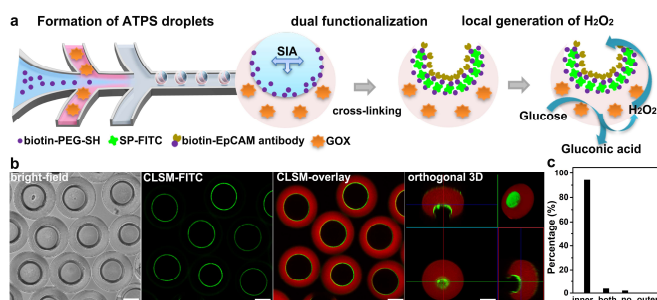 a
Formation of ATPS droplets
dual functionalization
local generation of H₂O₂
SIA
cross-linking
Glucose
H₂O₂
Gluconic acid
biotin-PEG-SH
SP-FITC
biotin-EpCAM antibody
GOX
b
bright-field
CLSM-FITC
CLSM-overlay
orthogonal 3D
c
Percentage (%)
100
80
60
40
20
0
inner both no outer